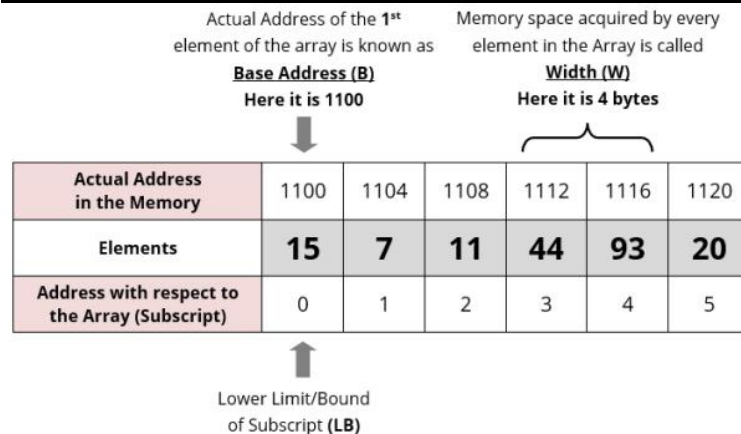 Actual Address of the 1st
element of the array is known as
Base Address (B)
Here it is 1100
Memory space acquired by every
element in the Array is called
Width (W)
Here it is 4 bytes
Actual Address
in the Memory
1100 1104 1108 1112 1116 1120
Elements 15 7 11 44 93 20
Address with respect to
the Array (Subscript)
0 1 2 3 4 5
Lower Limit/Bound
of Subscript (LB)